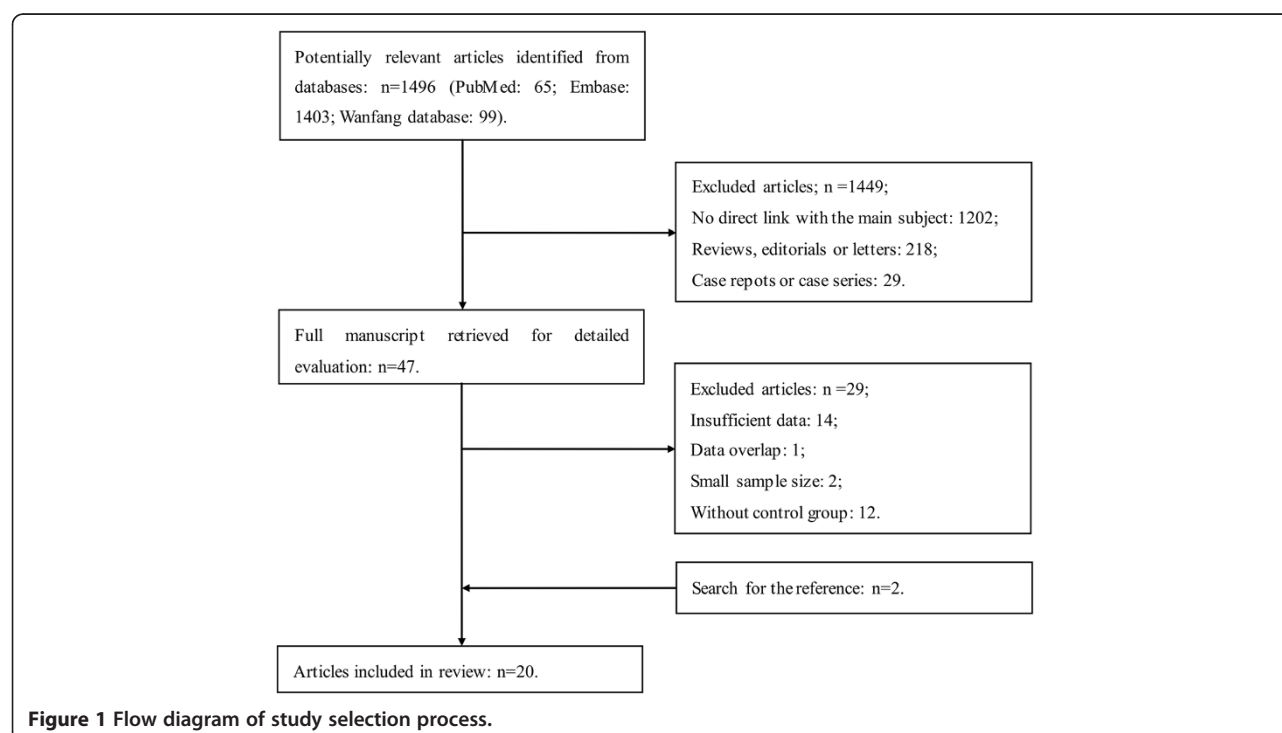 Potentially relevant articles identified from
databases: n=1496 (PubMed: 65; Embase:
1403; Wanfang database: 99).
Excluded articles; n =1449;
No direct link with the main subject: 1202;
Reviews, editorials or letters: 218;
Case repots or case series: 29.
Full manuscript retrieved for detailed
evaluation: n=47.
Excluded articles: n =29;
Insufficient data: 14;
Data overlap: 1;
Small sample size: 2;
Without control group: 12.
Search for the reference: n=2.
Articles included in review: n=20.
Figure 1 Flow diagram of study selection process.